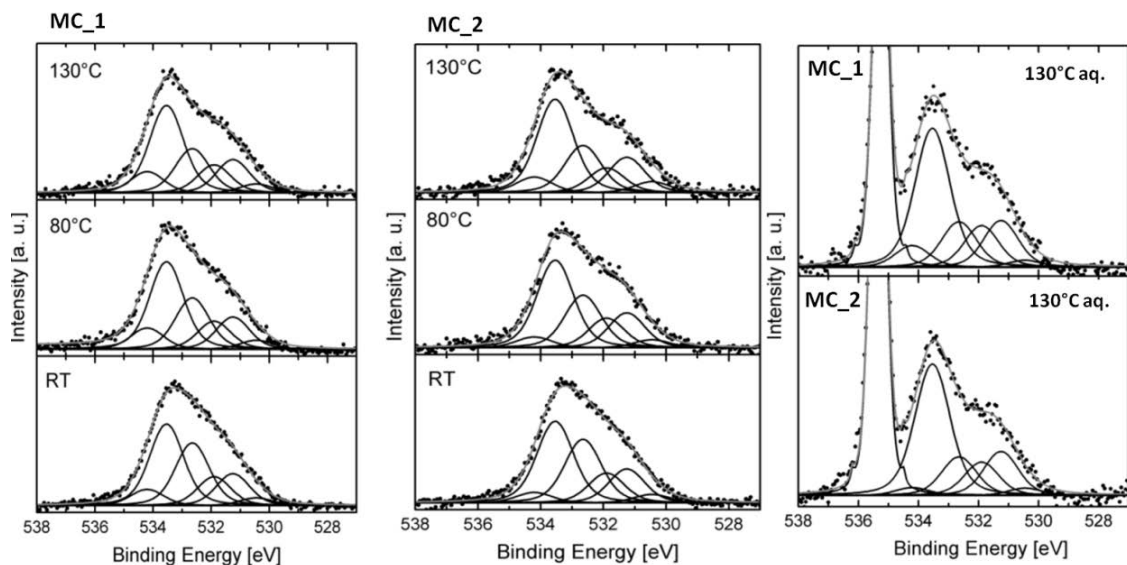 MC_1
130°C
80°C
RT
Intensity [a. u.]
538 536 534 532 530 528
Binding Energy [eV]
MC_2
130°C
80°C
RT
Intensity [a. u.]
538 536 534 532 530 528
Binding Energy [eV]
MC_1
130°C aq.
MC_2
130°C aq.
Intensity [a. u.]
538 536 534 532 530 528
Binding Energy [eV]